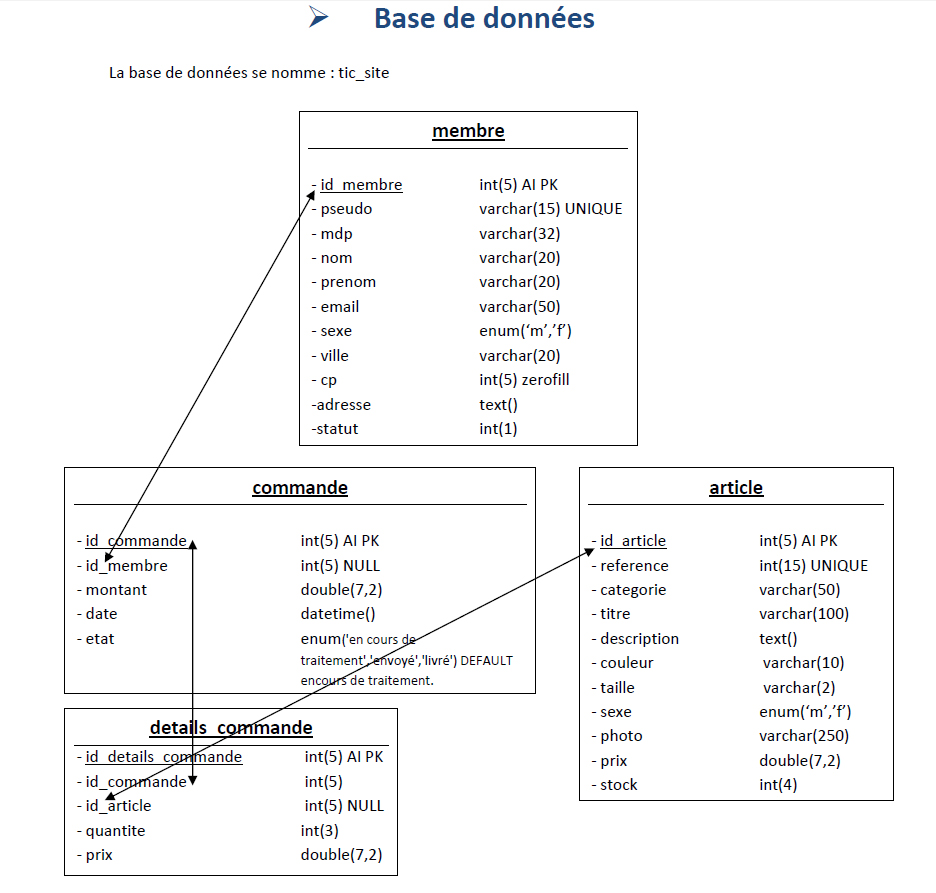 Base de données
La base de données se nomme : tic_site
membre
- id_membre int(5) AI PK
- pseudo varchar(15) UNIQUE
- mdp varchar(32)
- nom varchar(20)
- prenom varchar(20)
- email varchar(50)
- sexe enum(‘m’,’f’)
- ville varchar(20)
- cp int(5) zerofill
-adresse text()
-statut int(1)
commande
- id_commande int(5) AI PK
- id_membre int(5) NULL
- montant double(7,2)
- date datetime()
- etat enum('en cours de
traitement','envoyé','livré') DEFAULT
encours de traitement.
article
- id_article int(5) AI PK
- reference int(15) UNIQUE
- categorie varchar(50)
- titre varchar(100)
- description text()
- couleur varchar(10)
- taille varchar(2)
- sexe enum(‘m’,’f’)
- photo varchar(250)
- prix double(7,2)
- stock int(4)
details_commande
- id_details_commande int(5) AI PK
- id_commande int(5)
- id_article int(5) NULL
- quantite int(3)
- prix double(7,2)